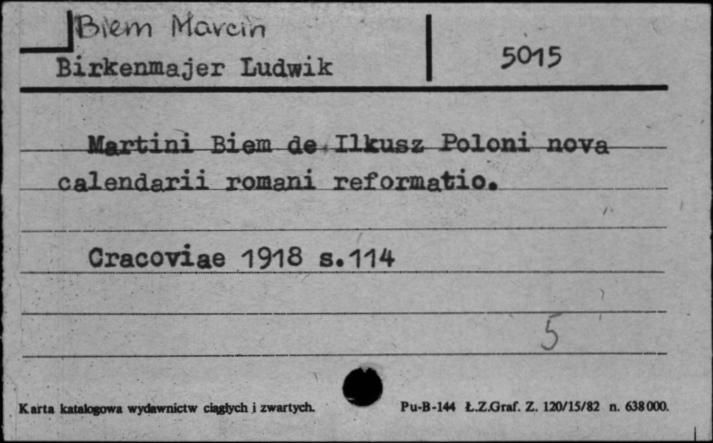 Biem Marcin
Birkenmajer Ludwik
5015
Martini Biem de Ilkusz Poloni nova
calendarii romani reformatio.
Cracoviae 1918 s.114
5
Karta katalogowa wydawnictw ciągłych i zwartych.
Pu-B-144 Ł.Z.Graf. Z. 120/15/82 n. 638000.